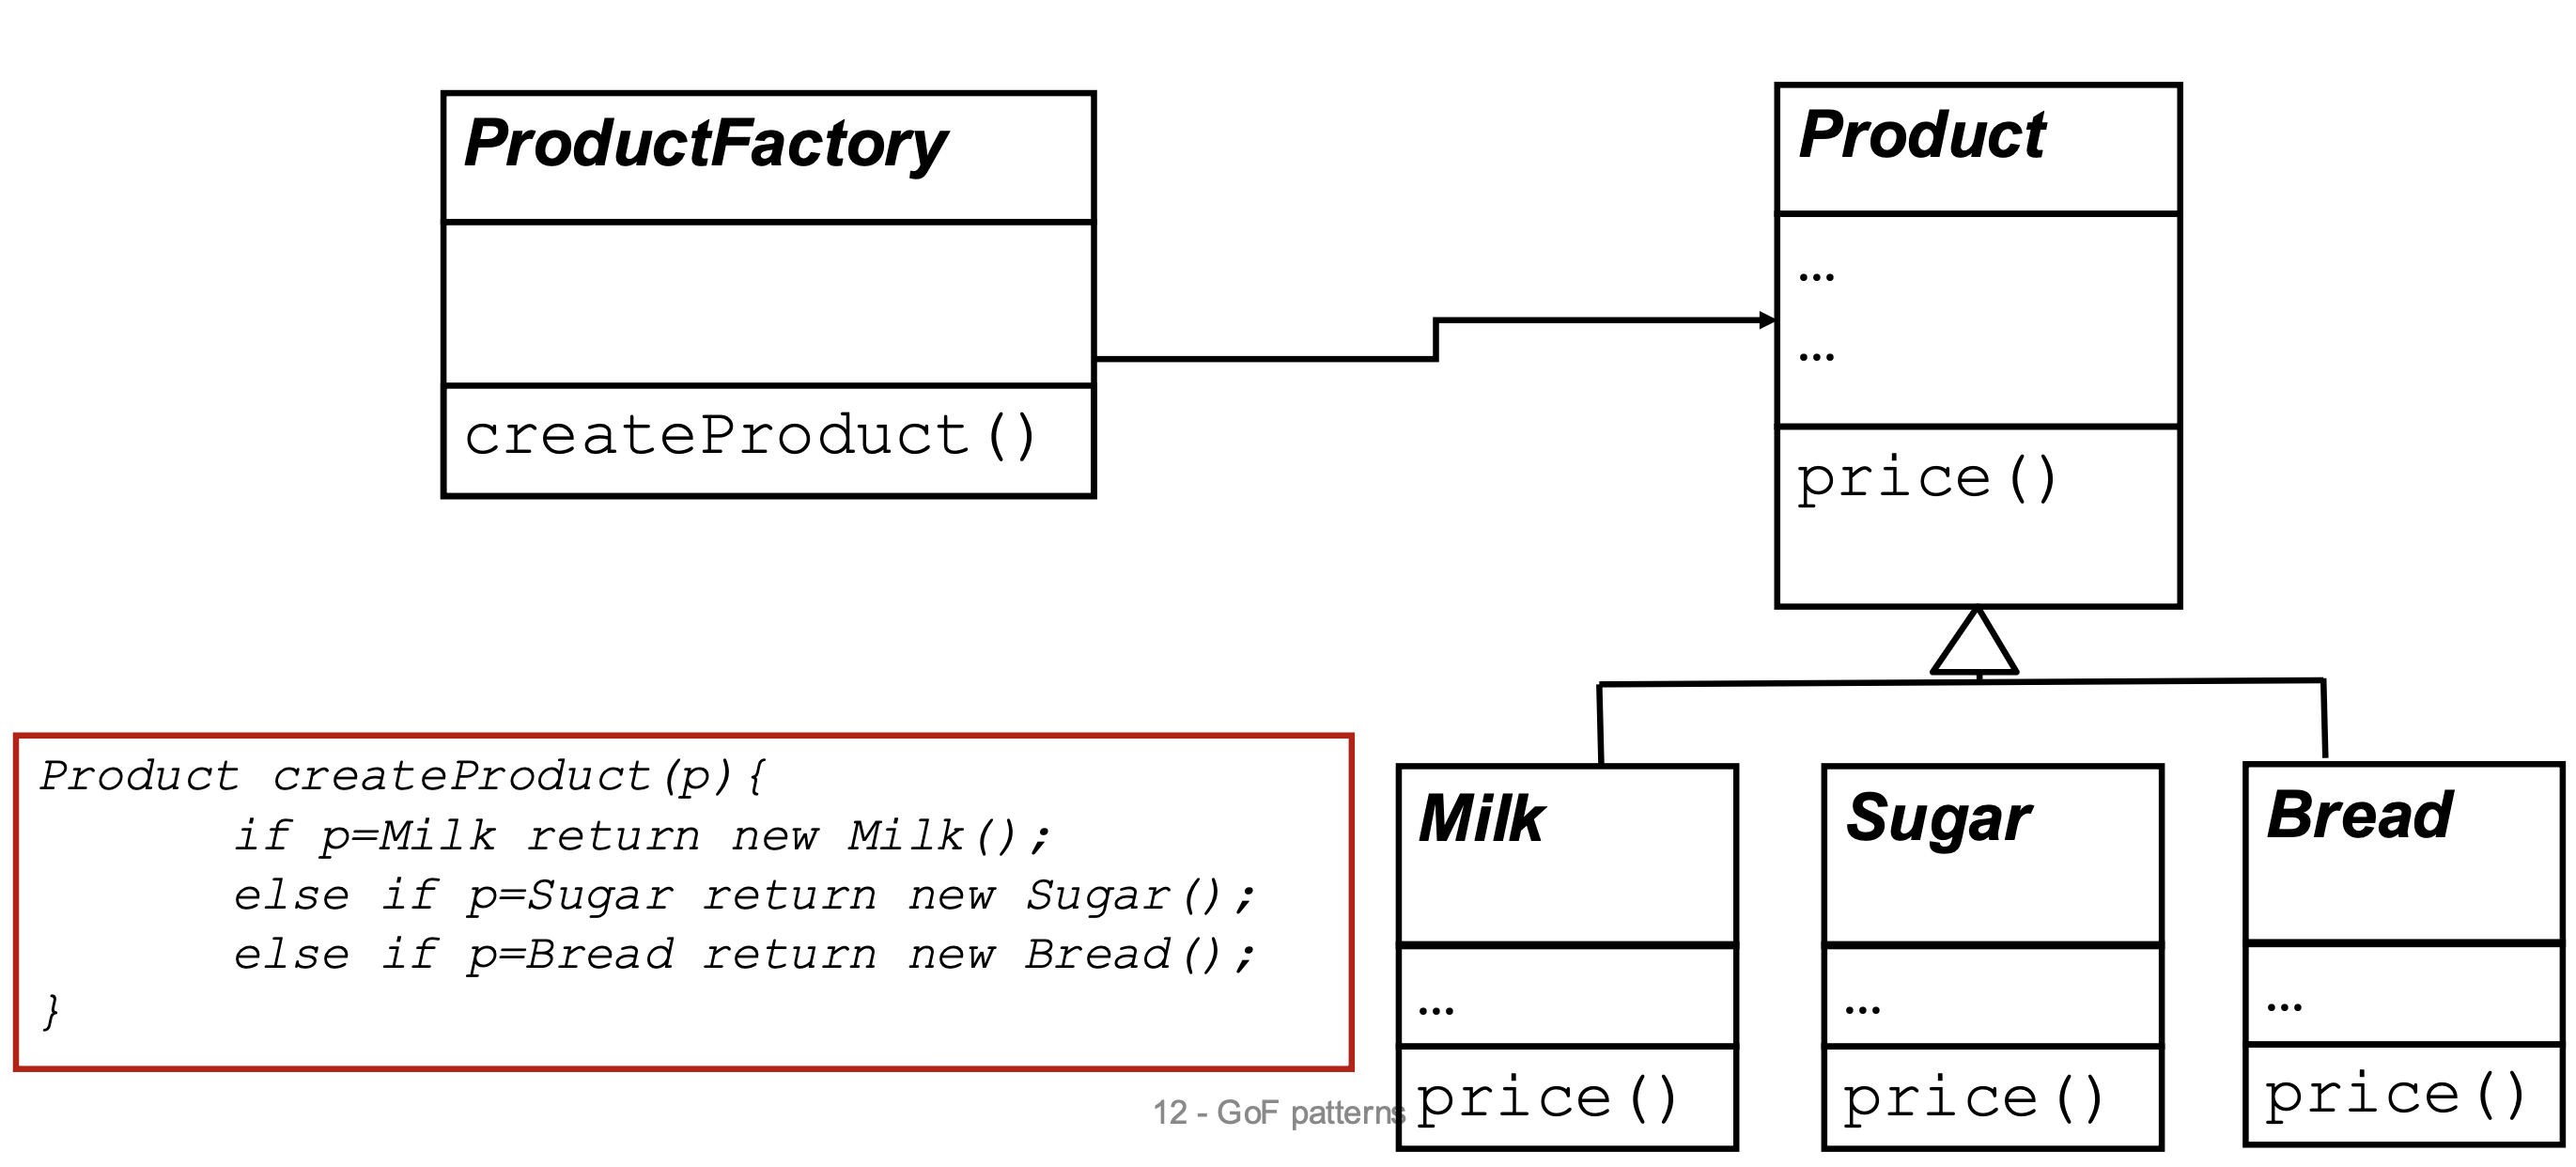 ProductFactory
createProduct()
Product
…
…
price()
Product createProduct(p){
if p=Milk return new Milk();
else if p=Sugar return new Sugar();
else if p=Bread return new Bread();
}
Milk
…
price()
Sugar
…
price()
Bread
…
price()
12 - GoF patterns